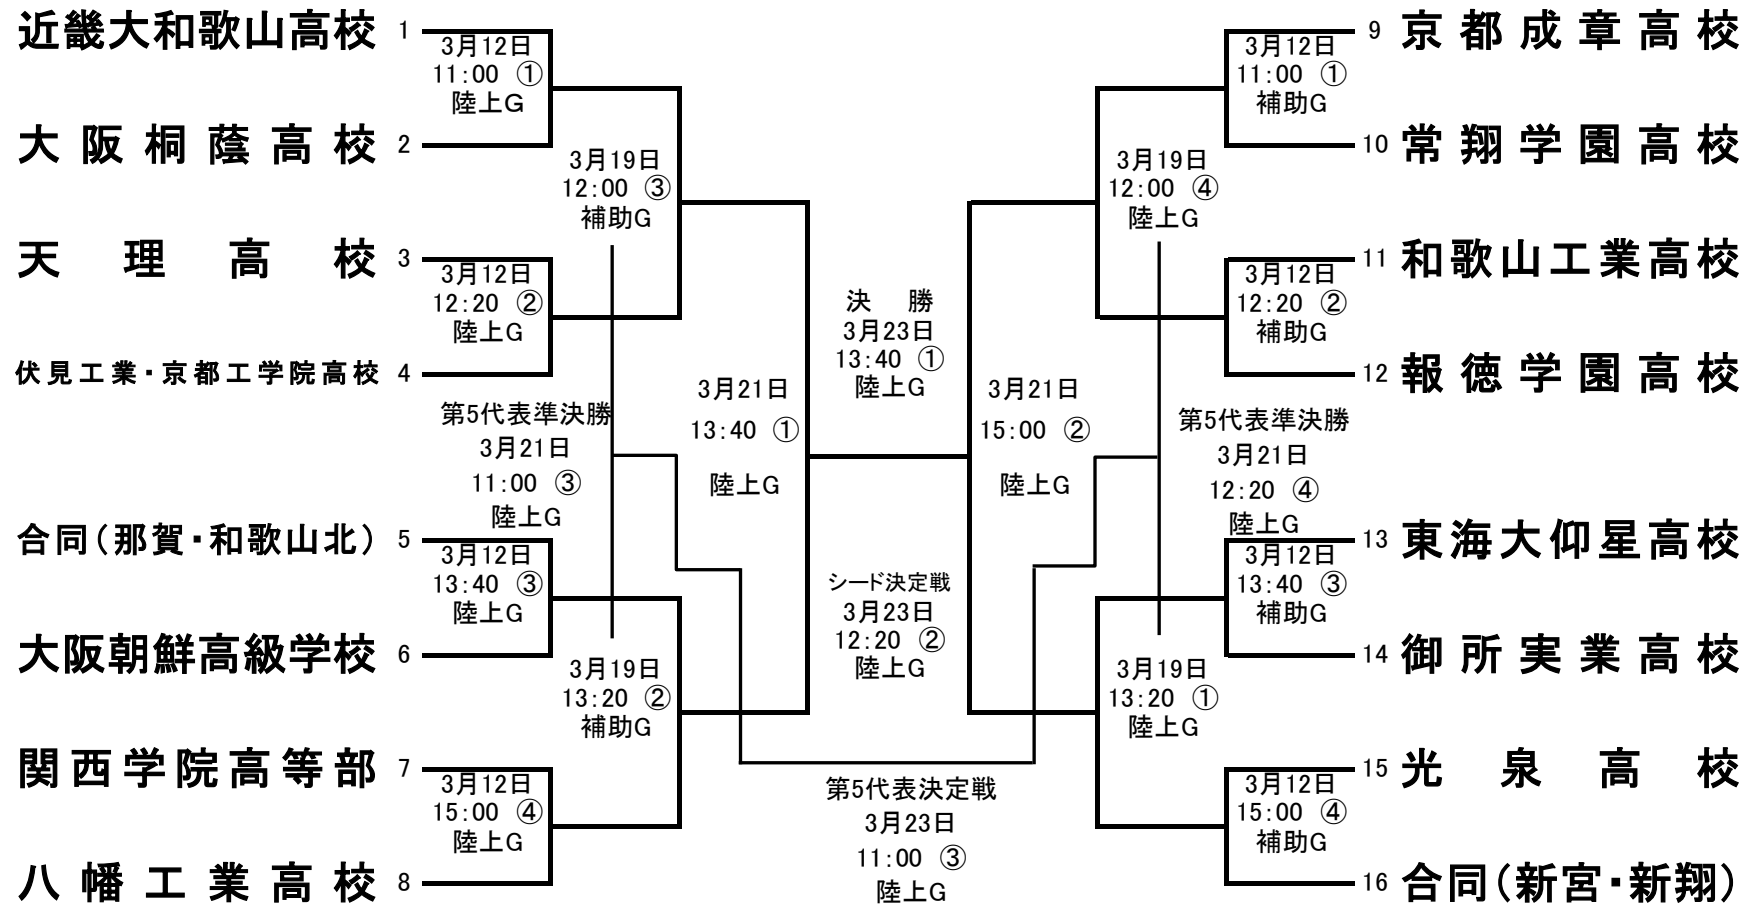 近畿大和歌山高校 1
3月12日
11:00 ①
陸上G
大阪桐蔭高校 2
3月19日
12:00 ③
補助G
天理高校 3
3月12日
12:20 ②
陸上G
伏見工業・京都工学院高校 4
第5代表準決勝
3月21日
11:00 ③
陸上G
3月21日
13:40 ①
陸上G
合同(那賀・和歌山北) 5
3月12日
13:40 ③
陸上G
大阪朝鮮高級学校 6
3月19日
13:20 ②
補助G
関西学院高等部 7
3月12日
15:00 ④
陸上G
八幡工業高校 8
決勝
3月23日
13:40 ①
陸上G
シード決定戦
3月23日
12:20 ②
陸上G
第5代表決定戦
3月23日
11:00 ③
陸上G
9 京都成章高校
3月12日
11:00 ①
補助G
10 常翔学園高校
3月19日
12:00 ④
陸上G
11 和歌山工業高校
3月12日
12:20 ②
補助G
12 報徳学園高校
3月21日
15:00 ②
陸上G
第5代表準決勝
3月21日
12:20 ④
陸上G
13 東海大仰星高校
3月12日
13:40 ③
補助G
14 御所実業高校
3月19日
13:20 ①
陸上G
15 光泉高校
3月12日
15:00 ④
補助G
16 合同(新宮・新翔)